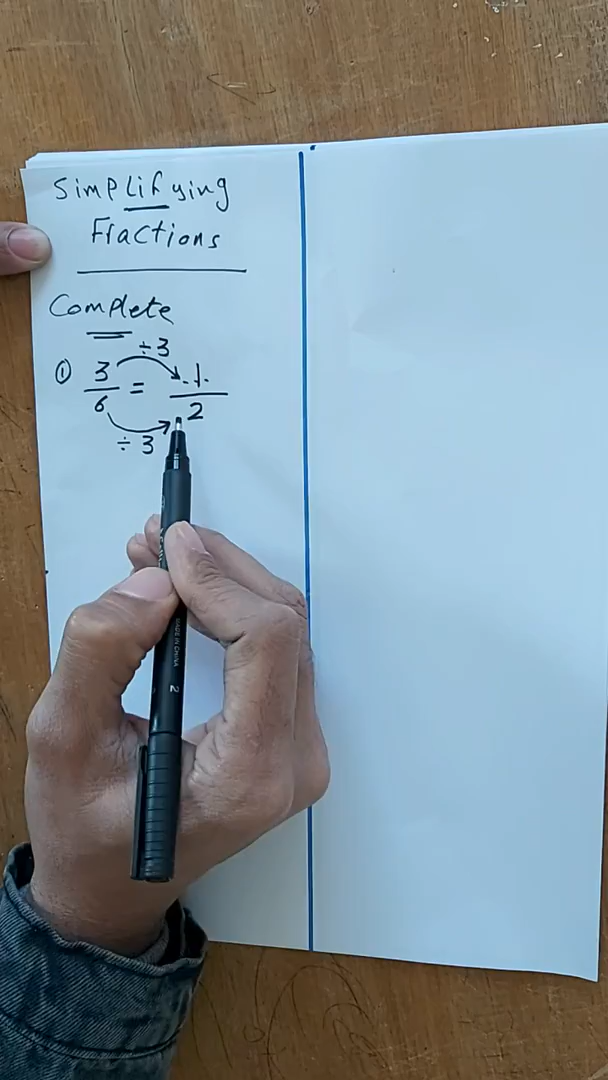 Simplifying
Fractions
Complete
÷3
① 3/6 = 1/2
÷ 3
MADE IN CHINA
2